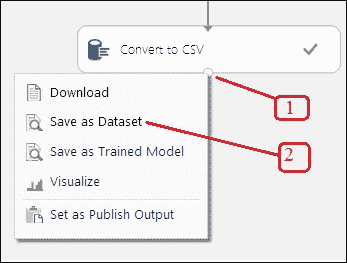 Convert to CSV
1
Download
Save as Dataset
2
Save as Trained Model
Visualize
Set as Publish Output